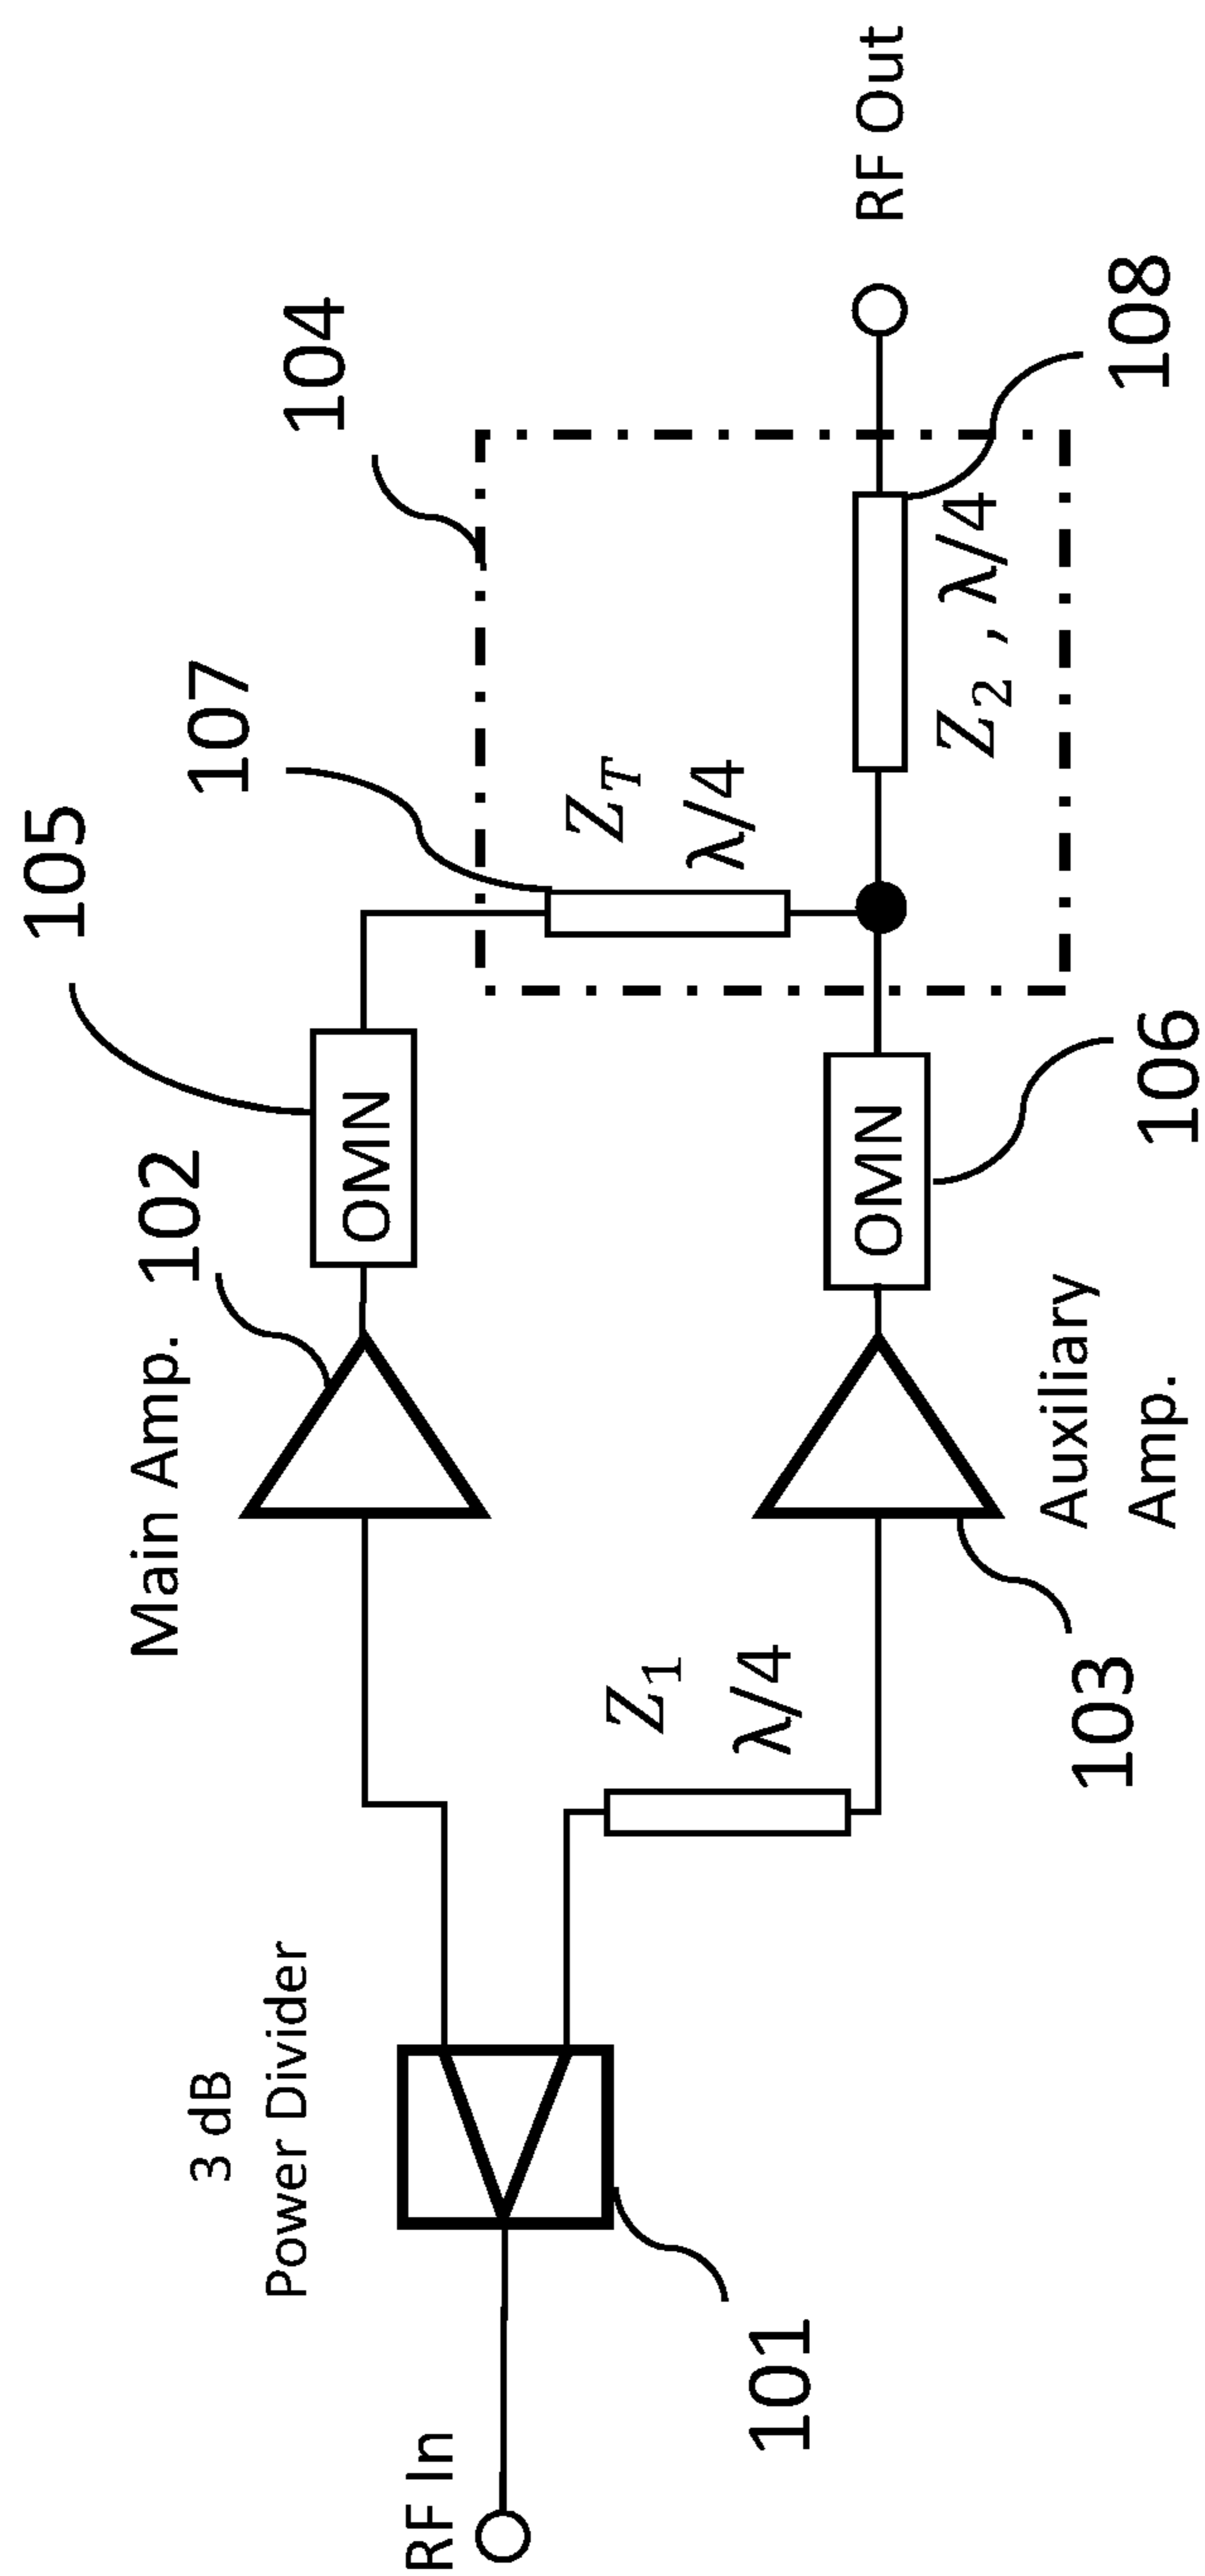 RF In
101
3 dB
Power Divider
Z₁
λ/4
Main Amp.
102
103
Auxiliary
Amp.
OMN
105
OMN
106
107
Z_T
λ/4
104
Z₂ , λ/4
108
RF Out